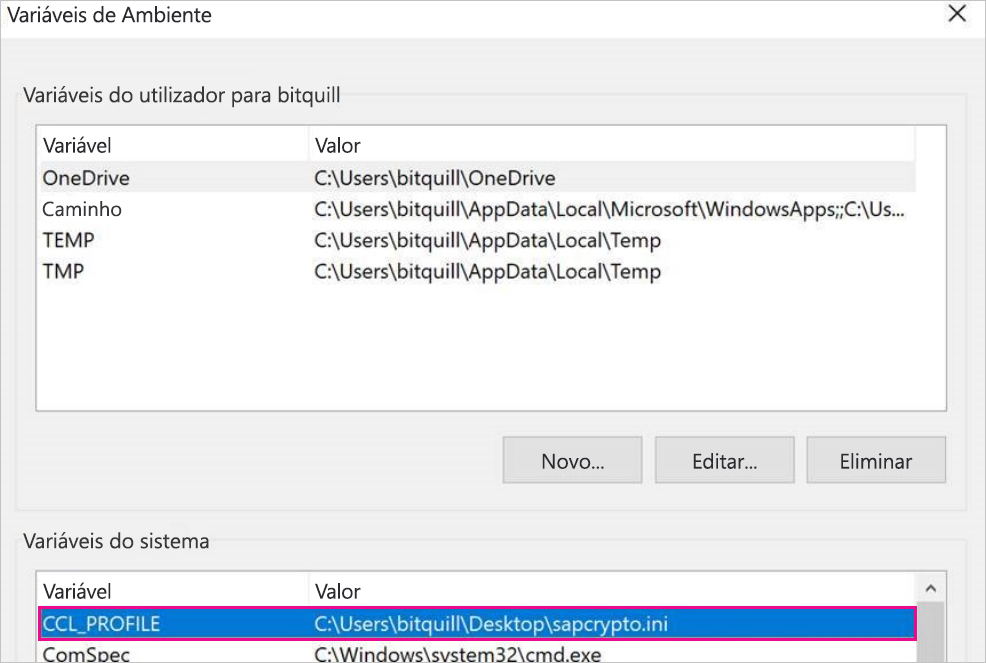 Variáveis de Ambiente
Variáveis do utilizador para bitquill
Variável Valor
OneDrive C:\Users\bitquill\OneDrive
Caminho C:\Users\bitquill\AppData\Local\Microsoft\WindowsApps;;C:\Us...
TEMP C:\Users\bitquill\AppData\Local\Temp
TMP C:\Users\bitquill\AppData\Local\Temp
Novo... Editar... Eliminar
Variáveis do sistema
Variável Valor
CCL_PROFILE C:\Users\bitquill\Desktop\sapcrypto.ini
ComSpec C:\Windows\system32\cmd.exe